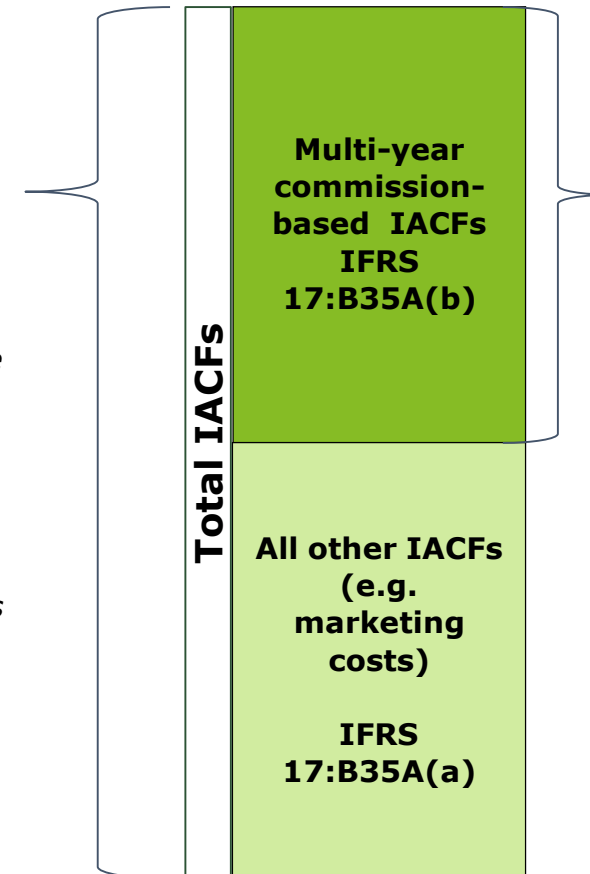 Total IACFs
Multi-year
commission-
based IACFs
IFRS
17:B35A(b)
All other IACFs
(e.g.
marketing
costs)
IFRS
17:B35A(a)